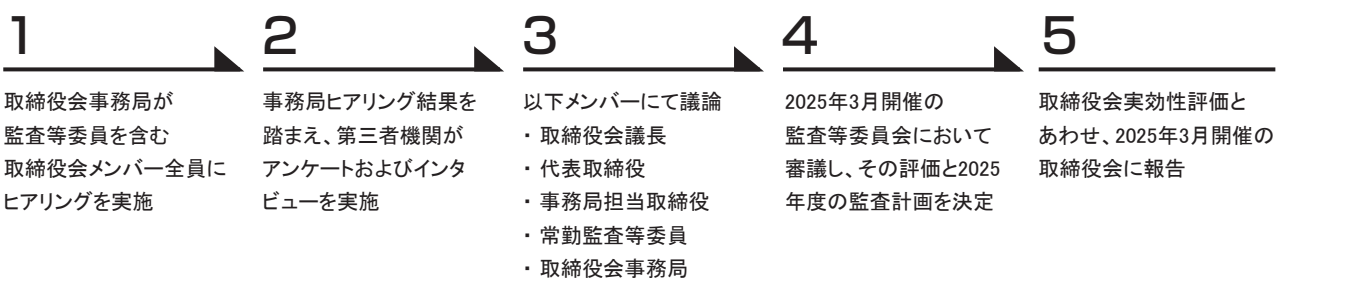 1
取締役会事務局が
監査等委員を含む
取締役会メンバー全員に
ヒアリングを実施
2
事務局ヒアリング結果を
踏まえ、第三者機関が
アンケートおよびインタ
ビューを実施
3
以下メンバーにて議論
・ 取締役会議長
・ 代表取締役
・ 事務局担当取締役
・ 常勤監査等委員
・ 取締役会事務局
4
2025年3月開催の
監査等委員会において
審議し、その評価と2025
年度の監査計画を決定
5
取締役会実効性評価と
あわせ、2025年3月開催の
取締役会に報告